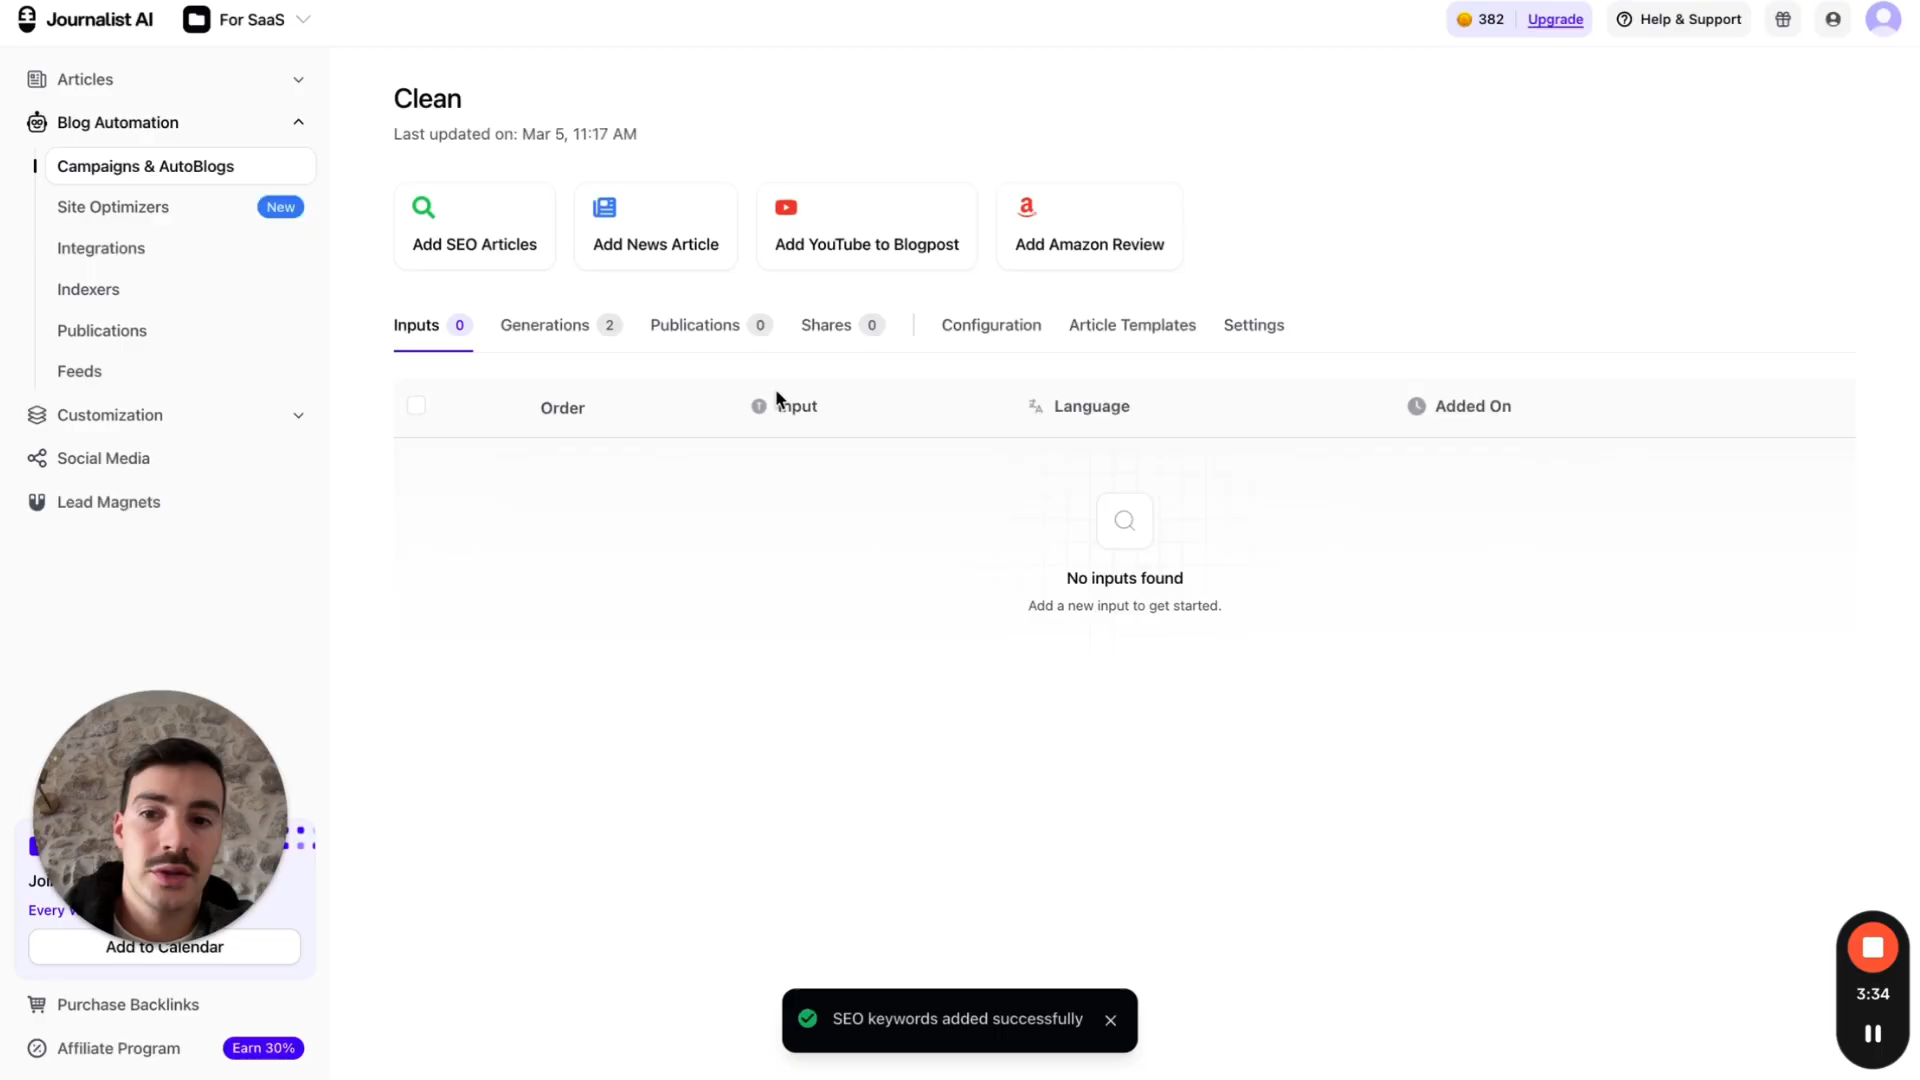 Journalist AI
For SaaS
382
Upgrade
Help & Support
Articles
Blog Automation
Campaigns & AutoBlogs
Site Optimizers
New
Integrations
Indexers
Publications
Feeds
Customization
Social Media
Lead Magnets
Every
Add to Calendar
Purchase Backlinks
Affiliate Program
Earn 30%
Clean
Last updated on: Mar 5, 11:17 AM
Add SEO Articles
Add News Article
Add YouTube to Blogpost
Add Amazon Review
Inputs 0
Generations 2
Publications 0
Shares 0
Configuration
Article Templates
Settings
Order
Input
Language
Added On
No inputs found
Add a new input to get started.
SEO keywords added successfully
3:34